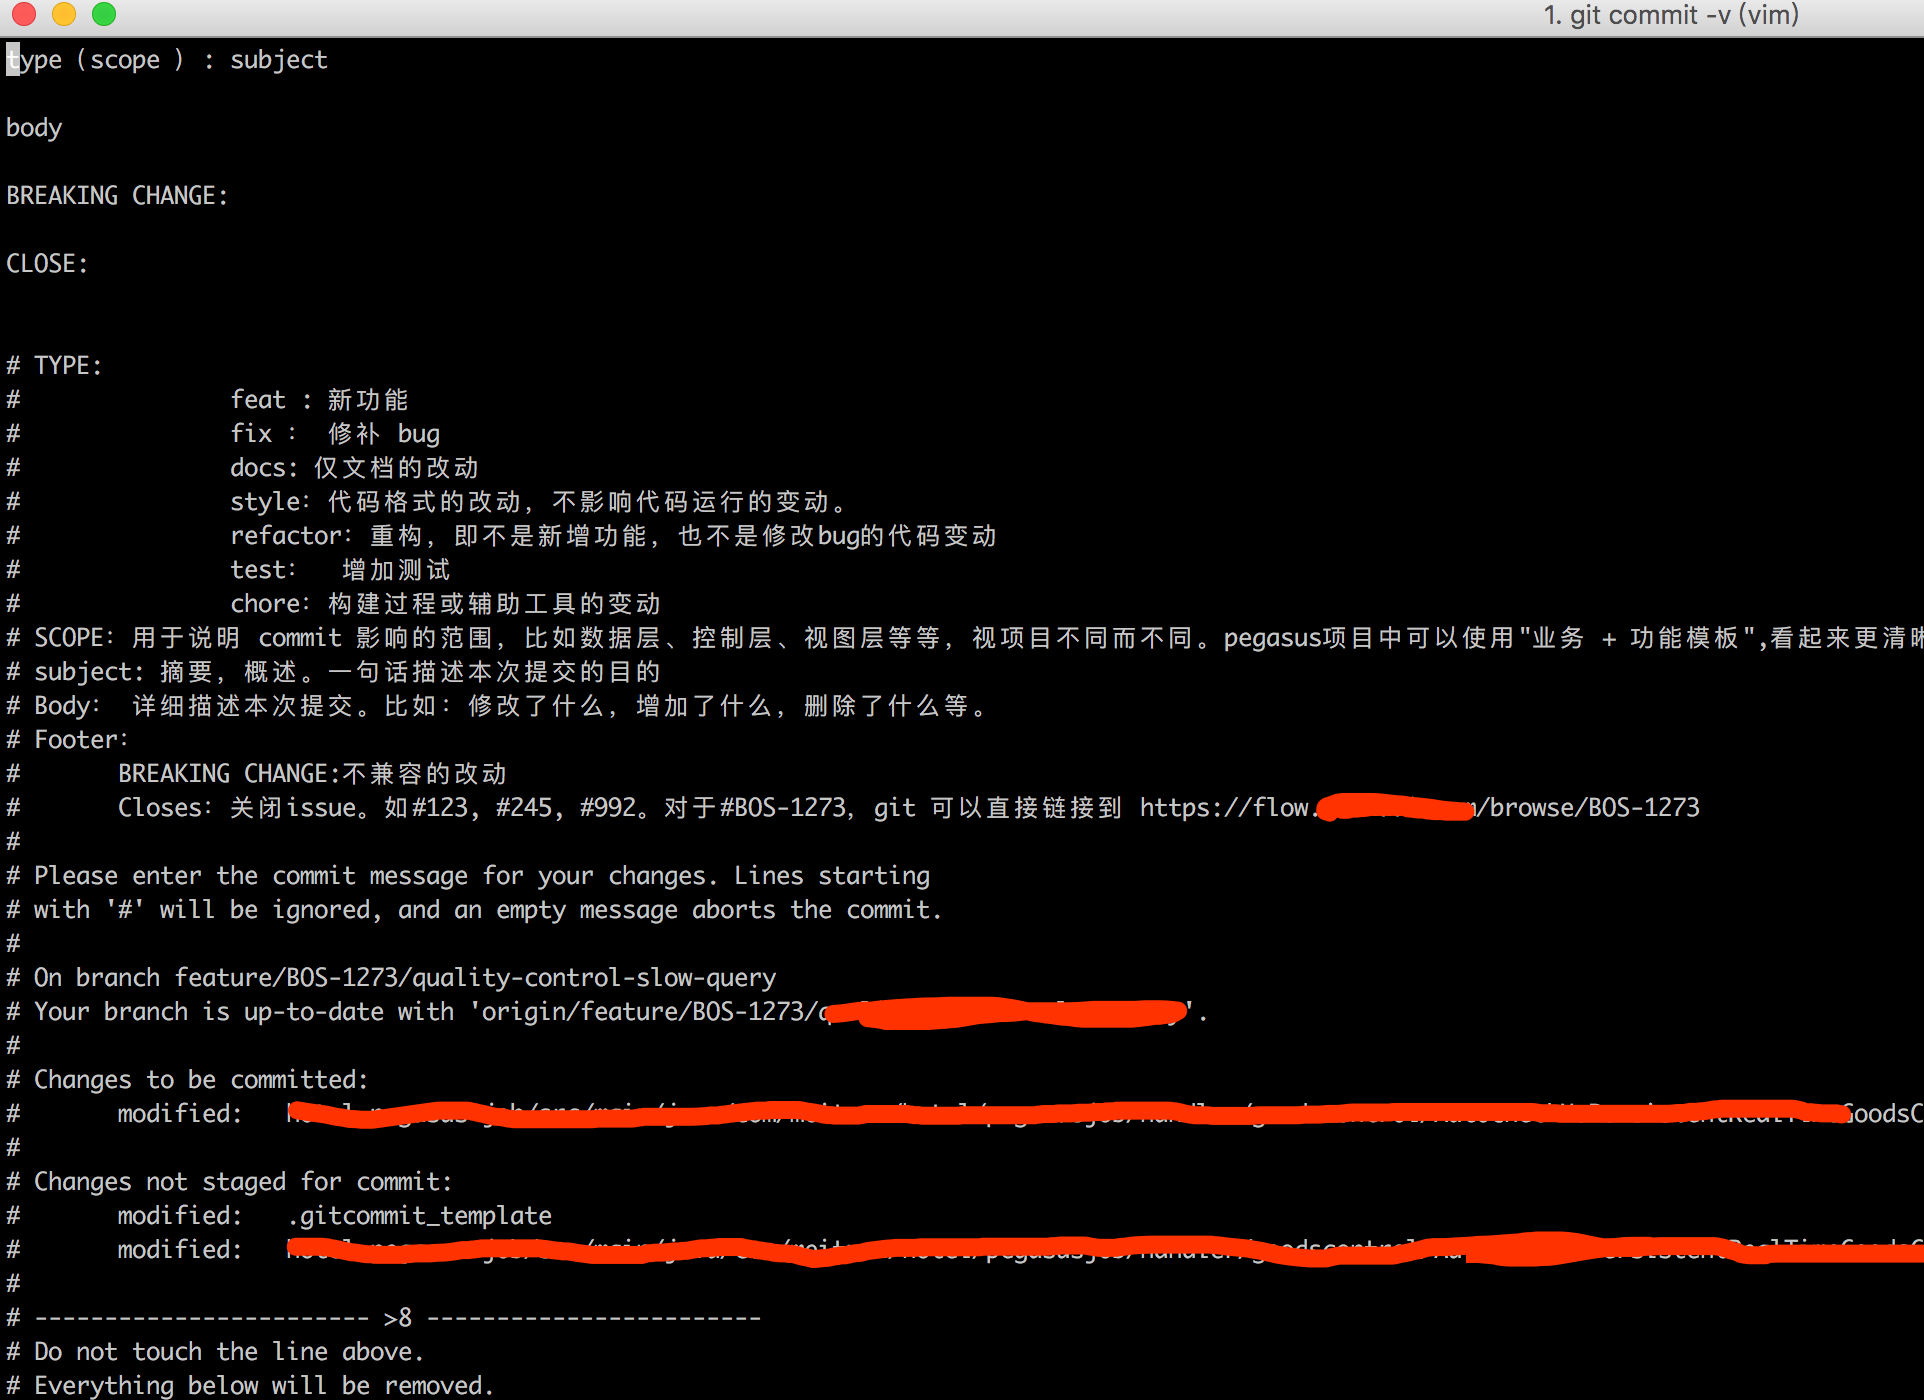 1. git commit -v (vim)
type (scope ) : subject
body
BREAKING CHANGE:
CLOSE:
# TYPE:
# feat : 新功能
# fix : 修补 bug
# docs: 仅文档的改动
# style: 代码格式的改动, 不影响代码运行的变动。
# refactor: 重构, 即不是新增功能, 也不是修改bug的代码变动
# test: 增加测试
# chore: 构建过程或辅助工具的变动
# SCOPE: 用于说明 commit 影响的范围, 比如数据层、控制层、视图层等等, 视项目不同而不同。pegasus项目中可以使用"业务 + 功能模板",看起来更清晰
# subject: 摘要, 概述。一句话描述本次提交的目的
# Body: 详细描述本次提交。比如: 修改了什么, 增加了什么, 删除了什么等。
# Footer:
# BREAKING CHANGE:不兼容的改动
# Closes: 关闭issue。如#123, #245, #992。对于#BOS-1273, git 可以直接链接到 https://flow. /browse/BOS-1273
#
# Please enter the commit message for your changes. Lines starting
# with '#' will be ignored, and an empty message aborts the commit.
#
# On branch feature/BOS-1273/quality-control-slow-query
# Your branch is up-to-date with 'origin/feature/BOS-1273/ '.
#
# Changes to be committed:
# modified:
#
# Changes not staged for commit:
# modified: .gitcommit_template
# modified:
#
# ------------------------ >8 ------------------------
# Do not touch the line above.
# Everything below will be removed.